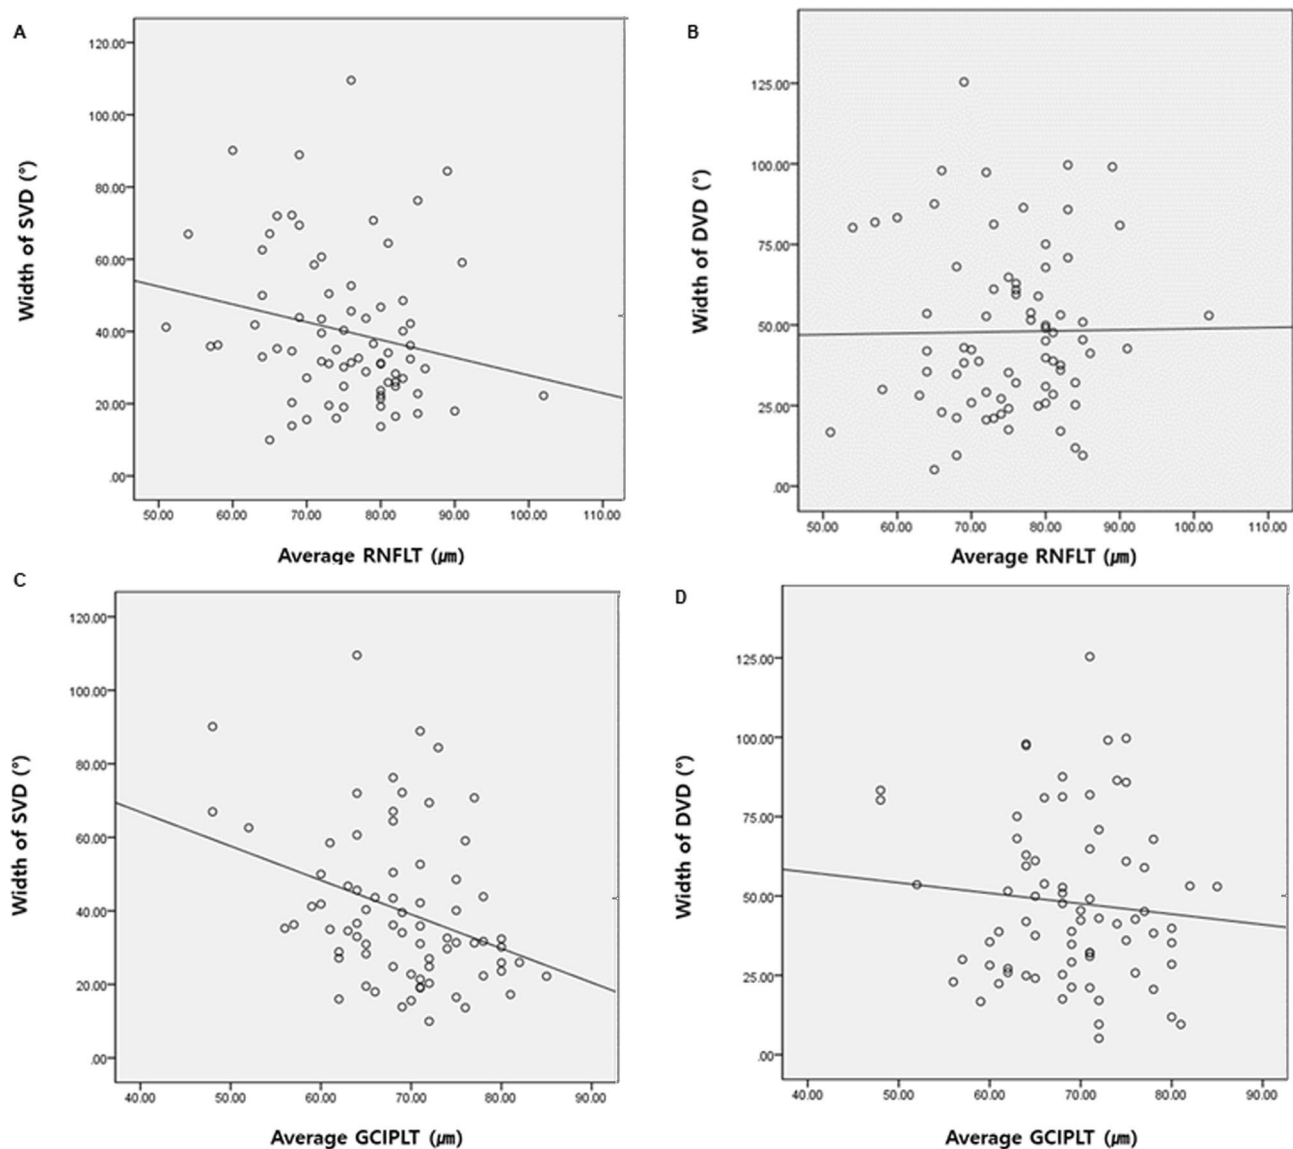 A
120.00
100.00
80.00
60.00
40.00
20.00
.00
Width of SVD (°)
50.00 60.00 70.00 80.00 90.00 100.00 110.00
Average RNFLT (㎛)
B
125.00
100.00
75.00
50.00
25.00
.00
Width of DVD (°)
50.00 60.00 70.00 80.00 90.00 100.00 110.00
Average RNFLT (㎛)
C
120.00
100.00
80.00
60.00
40.00
20.00
.00
Width of SVD (°)
40.00 50.00 60.00 70.00 80.00 90.00
Average GCIPLT (㎛)
D
125.00
100.00
75.00
50.00
25.00
.00
Width of DVD (°)
40.00 50.00 60.00 70.00 80.00 90.00
Average GCIPLT (㎛)